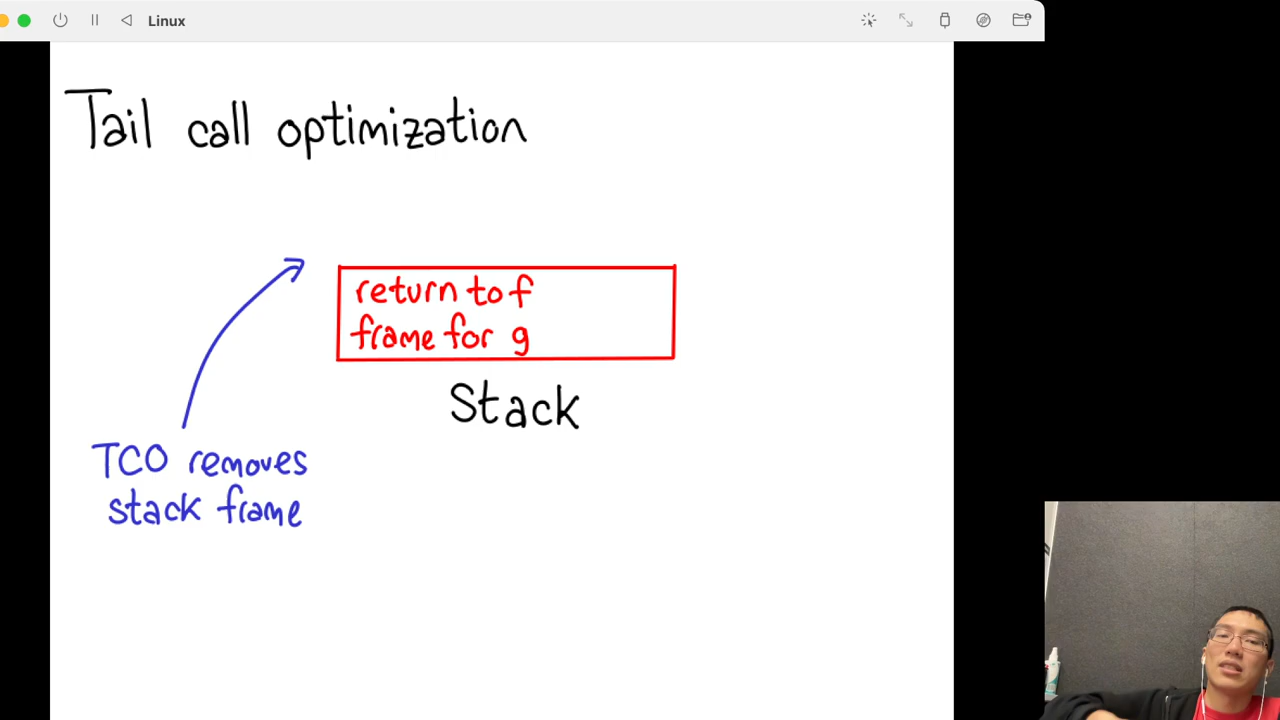 Linux
Tail call optimization
return to f
frame for g
Stack
TCO removes
stack frame